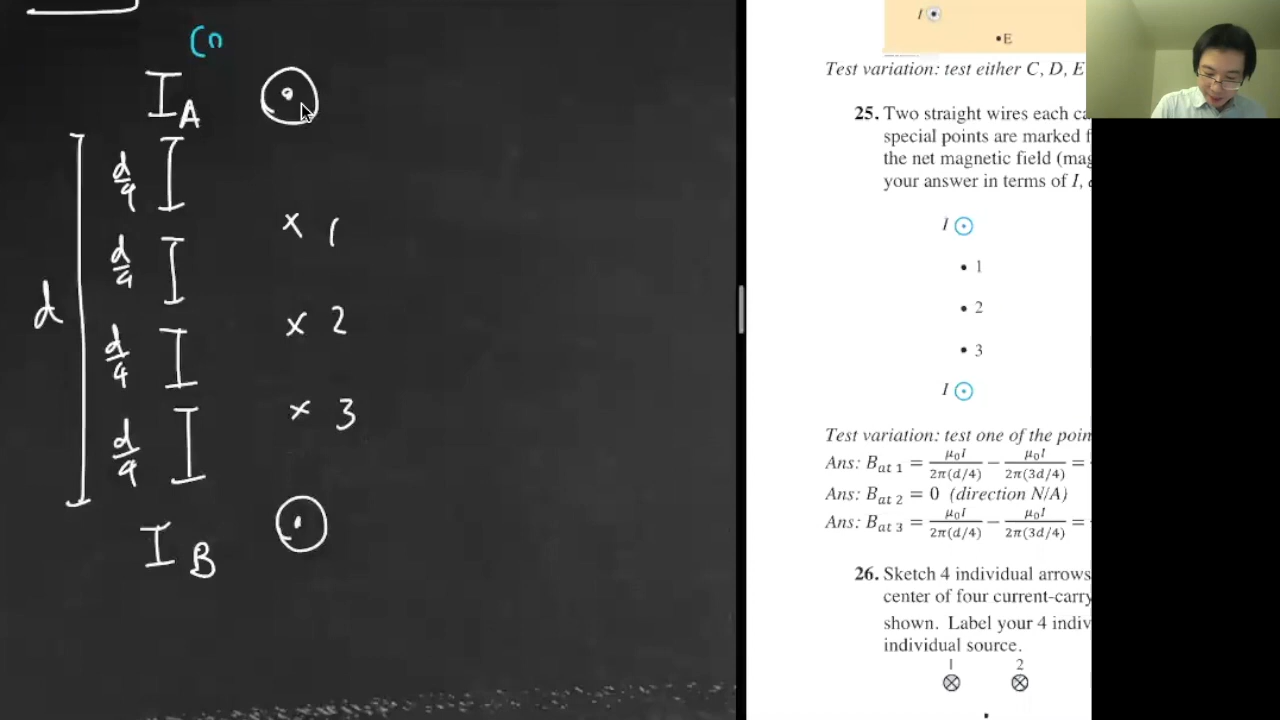 (n
I A
d/4
1
d/4
d
2
d/4
3
d/4
I B
I
•E
Test variation: test either C, D, E
25. Two straight wires each ca
special points are marked f
the net magnetic field (mag
your answer in terms of I,
I
• 1
• 2
• 3
I
Test variation: test one of the poin
Ans: B_at 1 = μ₀I/2π(d/4) − μ₀I/2π(3d/4) =
Ans: B_at 2 = 0 (direction N/A)
Ans: B_at 3 = μ₀I/2π(d/4) − μ₀I/2π(3d/4) =
26. Sketch 4 individual arrows
center of four current-carry
shown. Label your 4 indiv
individual source.
1 2